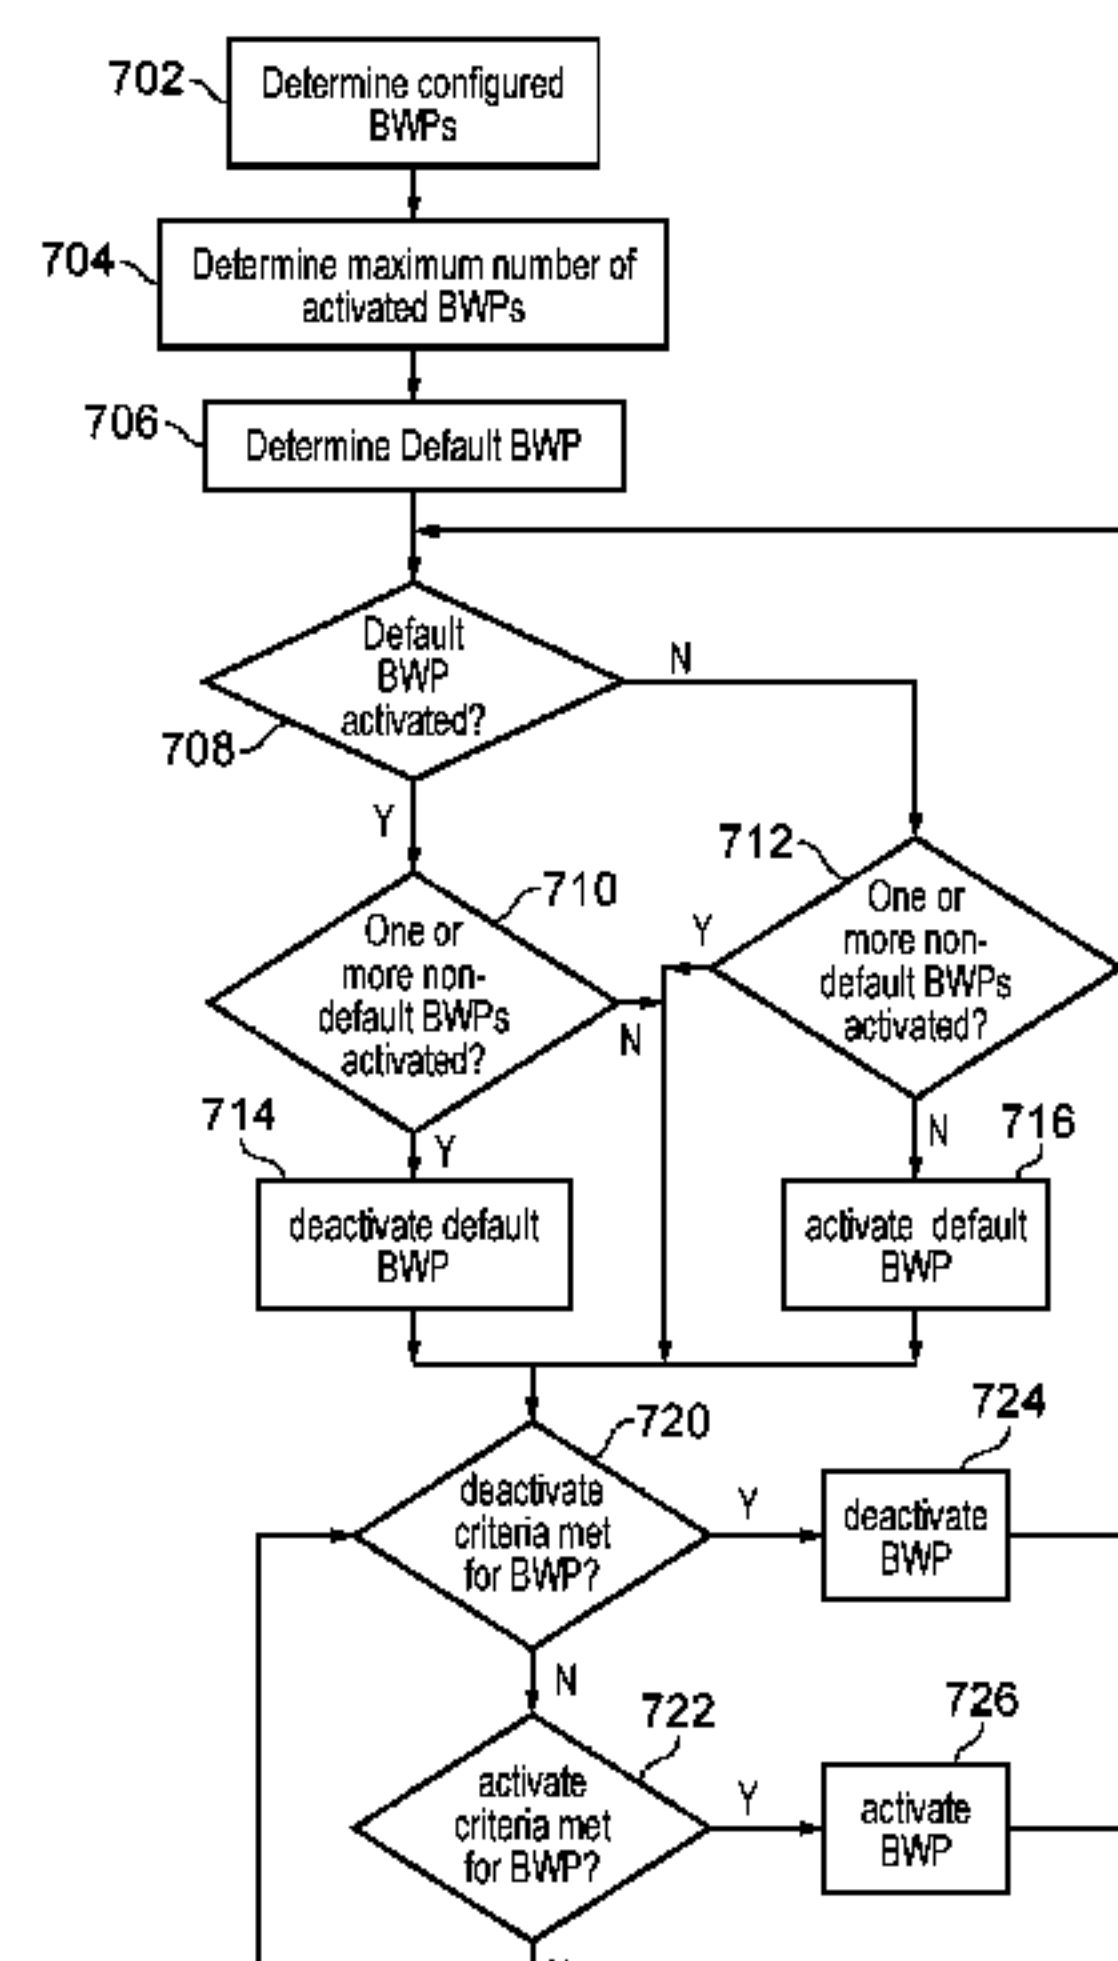 702
Determine configured
BWPs
704
Determine maximum number of
activated BWPs
706
Determine Default BWP
Default
BWP
activated?
708
N
Y
712
One or
more non-
default BWPs
activated?
Y
710
One or
more non-
default BWPs
activated?
N
714
Y
N
716
deactivate default
BWP
activate default
BWP
720
deactivate
criteria met
for BWP?
Y
724
deactivate
BWP
N
722
activate
criteria met
for BWP?
Y
726
activate
BWP